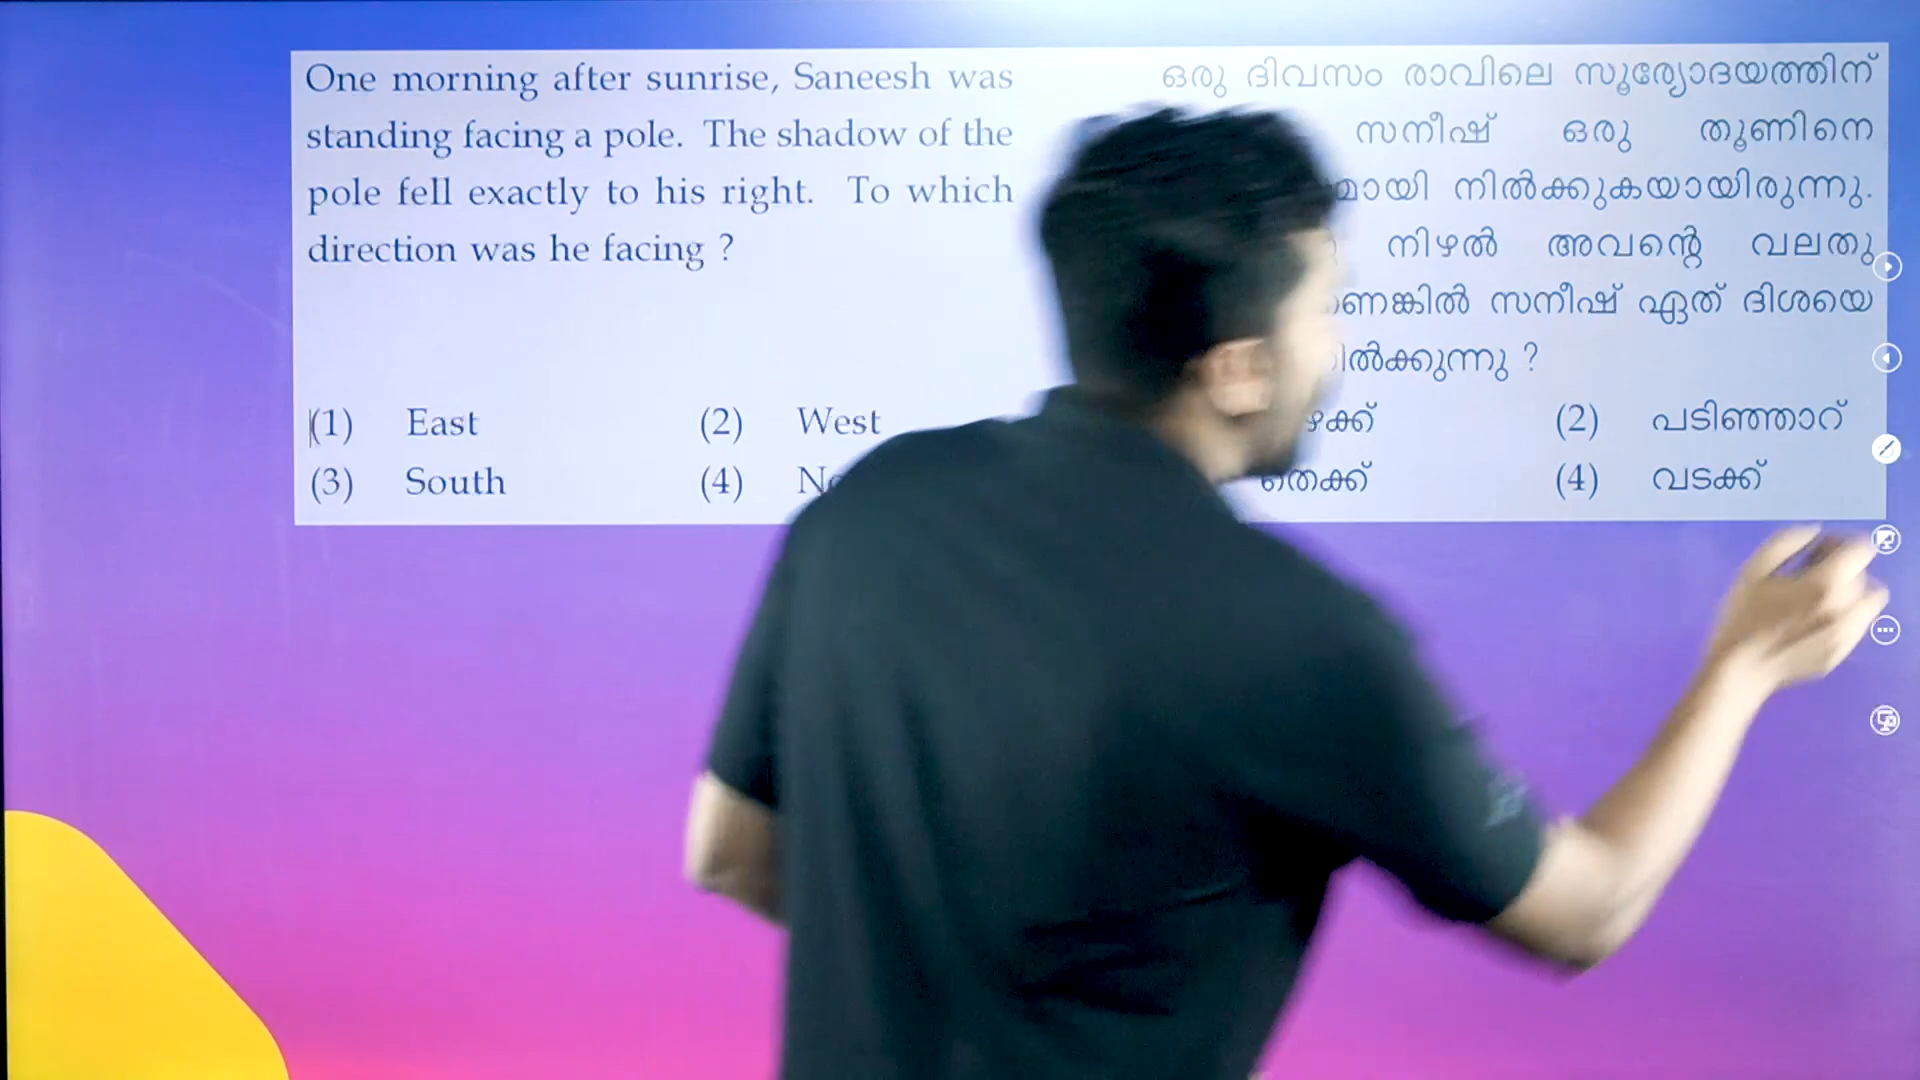 One morning after sunrise, Saneesh was
standing facing a pole. The shadow of the
pole fell exactly to his right. To which
direction was he facing ?
(1) East (2) West
(3) South (4)
ഒരു ദിവസം രാവിലെ സൂര്യോദയത്തിന്
സനീഷ് ഒരു തൂണിനെ
നിൽക്കുകയായിരുന്നു.
നിഴൽ അവന്റെ വലതു
സനീഷ് ഏത് ദിശയെ
?
(2) പടിഞ്ഞാറ്
തെക്ക് (4) വടക്ക്